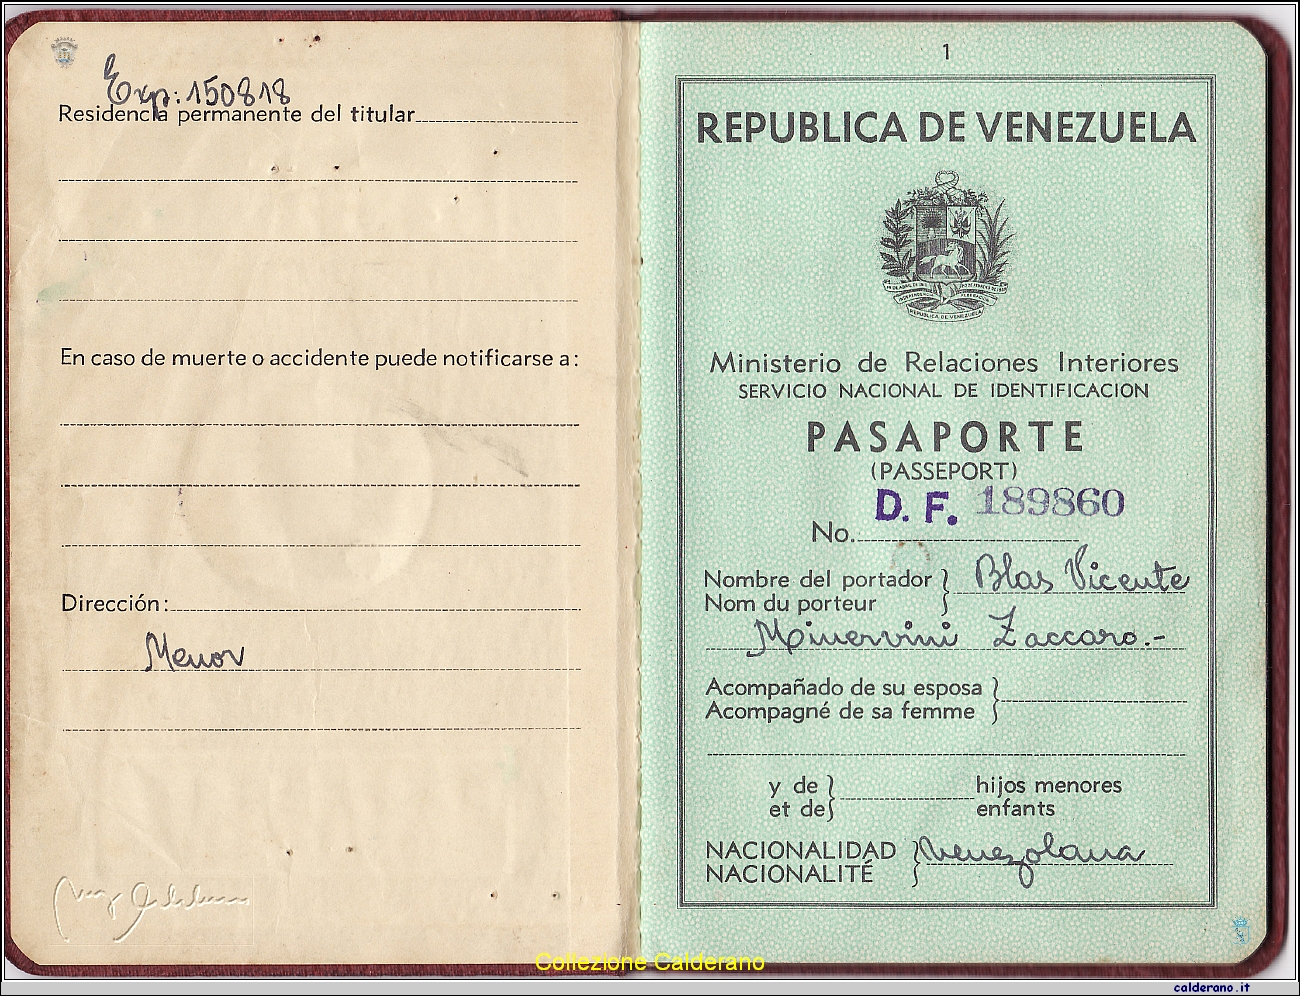 Exp: 150818
Residencia permanente del titular
En caso de muerte o accidente puede notificarse a:
Dirección:
Menor
1
REPUBLICA DE VENEZUELA
REPUBLICA DE VENEZUELA
Ministerio de Relaciones Interiores
SERVICIO NACIONAL DE IDENTIFICACION
PASAPORTE
(PASSEPORT)
No. D. F. 189860
Nombre del portador } Blas Vicente
Nom du porteur
Minervini Zaccaro.-
Acompañado de su esposa }
Acompagné de sa femme
y de } hijos menores
et de enfants
NACIONALIDAD } Venezolana
NACIONALITÉ
Collezione Calderano
calderano.it